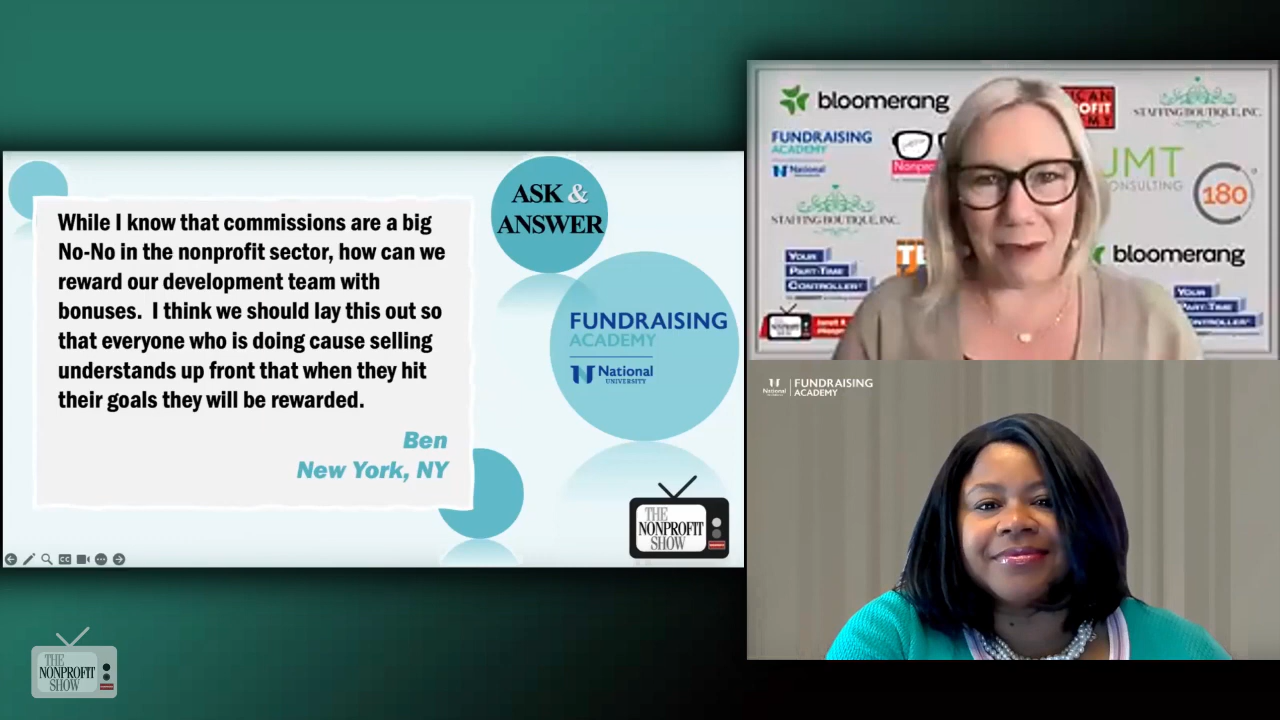 While I know that commissions are a big
No-No in the nonprofit sector, how can we
reward our development team with
bonuses.  I think we should lay this out so
that everyone who is doing cause selling
understands up front that when they hit
their goals they will be rewarded.
Ben
New York, NY
ASK &
ANSWER
FUNDRAISING
ACADEMY
National
UNIVERSITY
THE
NONPROFIT
SHOW
THE
NONPROFIT
SHOW
bloomerang
STAFFING BOUTIQUE, INC.
FUNDRAISING
ACADEMY
National
JMT
180
STAFFING BOUTIQUE, INC.
YOUR
PART-TIME
CONTROLLER
bloomerang
YOUR
National
FUNDRAISING
ACADEMY